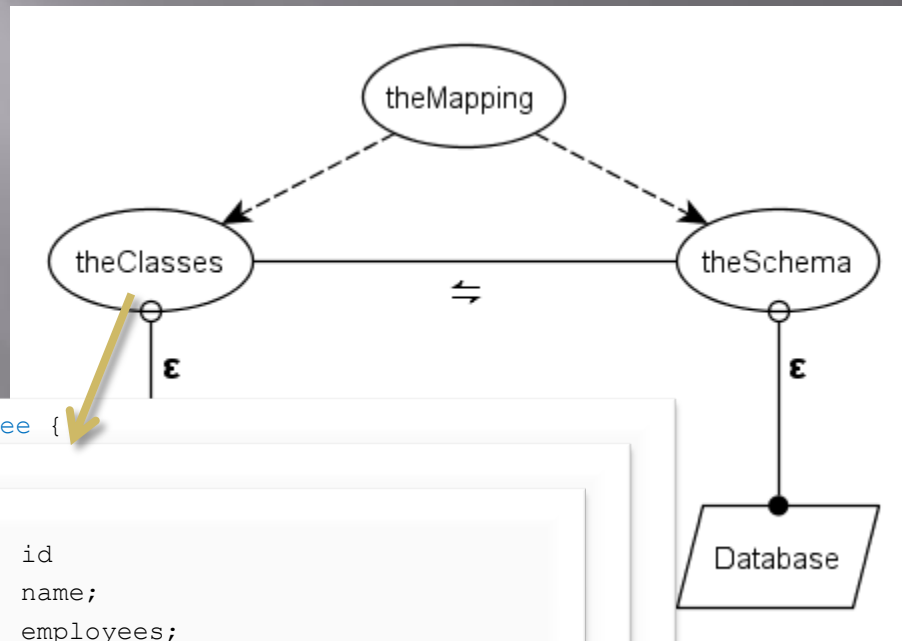 theMapping
theClasses
theSchema
⇋
ε
ε
ee {
Database
id
name;
employees;